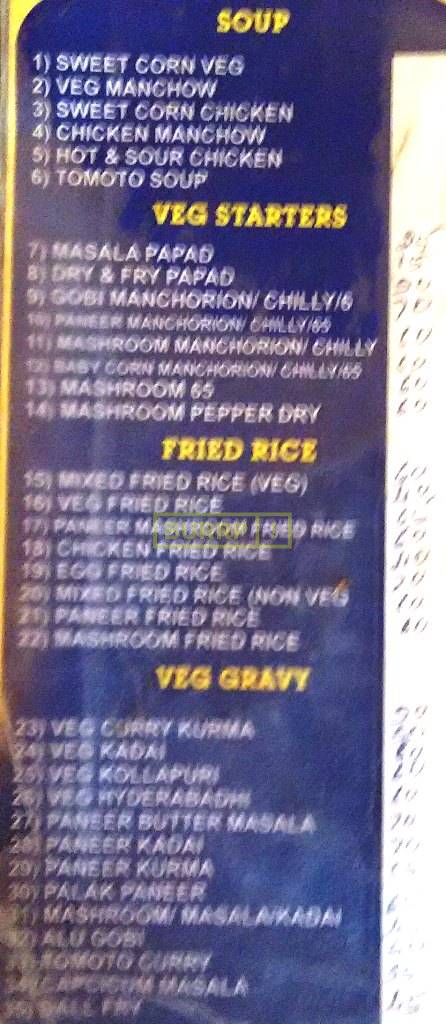 SOUP
1) SWEET CORN VEG
2) VEG MANCHOW
3) SWEET CORN CHICKEN
4) CHICKEN MANCHOW
5) HOT & SOUR CHICKEN
6) TOMOTO SOUP
VEG STARTERS
7) MASALA PAPAD
8) DRY & FRY PAPAD
9) GOBI MANCHORION/ CHILLY/6
10) PANEER MANCHORION/ CHILLY/65
11) MASHROOM MANCHORION/ CHILLY
12) BABY CORN MANCHORION/ CHILLY/65
13) MASHROOM 65
14) MASHROOM PEPPER DRY
FRIED RICE
15) MIXED FRIED RICE (VEG)
16) VEG FRIED RICE
17) PANEER MASHROOM FRIED RICE
18) CHICKEN FRIED RICE
19) EGG FRIED RICE
20) MIXED FRIED RICE (NON VEG
21) PANEER FRIED RICE
22) MASHROOM FRIED RICE
VEG GRAVY
23) VEG CURRY KURMA
24) VEG KADAI
25) VEG KOLLAPURI
26) VEG HYDERABADHI
27) PANEER BUTTER MASALA
28) PANEER KADAI
29) PANEER KURMA
30) PALAK PANEER
31) MASHROOM/ MASALA/KADAI
32) ALU GOBI
TOMOTO CURRY
CAPCICUM MASALA
DALL FRY